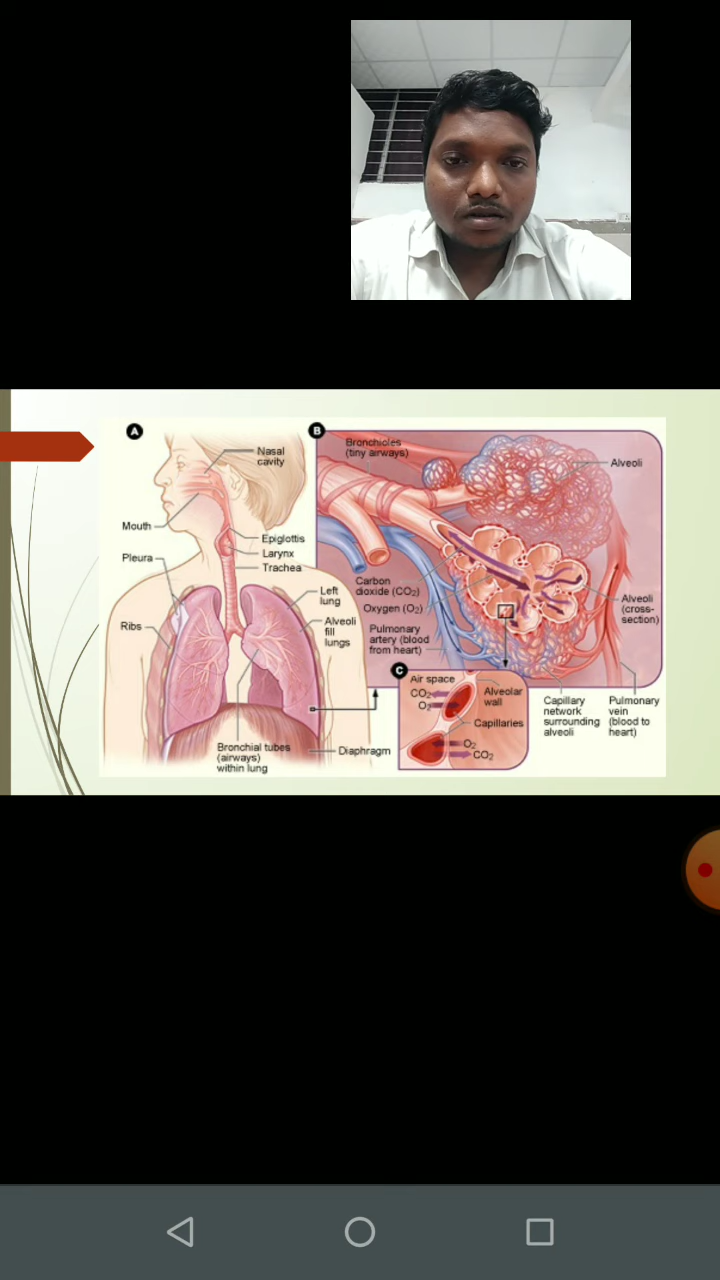 A
Nasal
cavity
Mouth
Epiglottis
Larynx
Trachea
Pleura
Left
lung
Ribs
Alveoli
fill
lungs
Bronchial tubes
(airways)
within lung
Diaphragm
B
Bronchioles
(tiny airways)
Alveoli
Carbon
dioxide (CO2)
Oxygen (O2)
Pulmonary
artery (blood
from heart)
Alveoli
(cross-
section)
Capillary
network
surrounding
alveoli
Pulmonary
vein
(blood to
heart)
C
Air space
CO2
O2
Alveolar
wall
Capillaries
O2
CO2